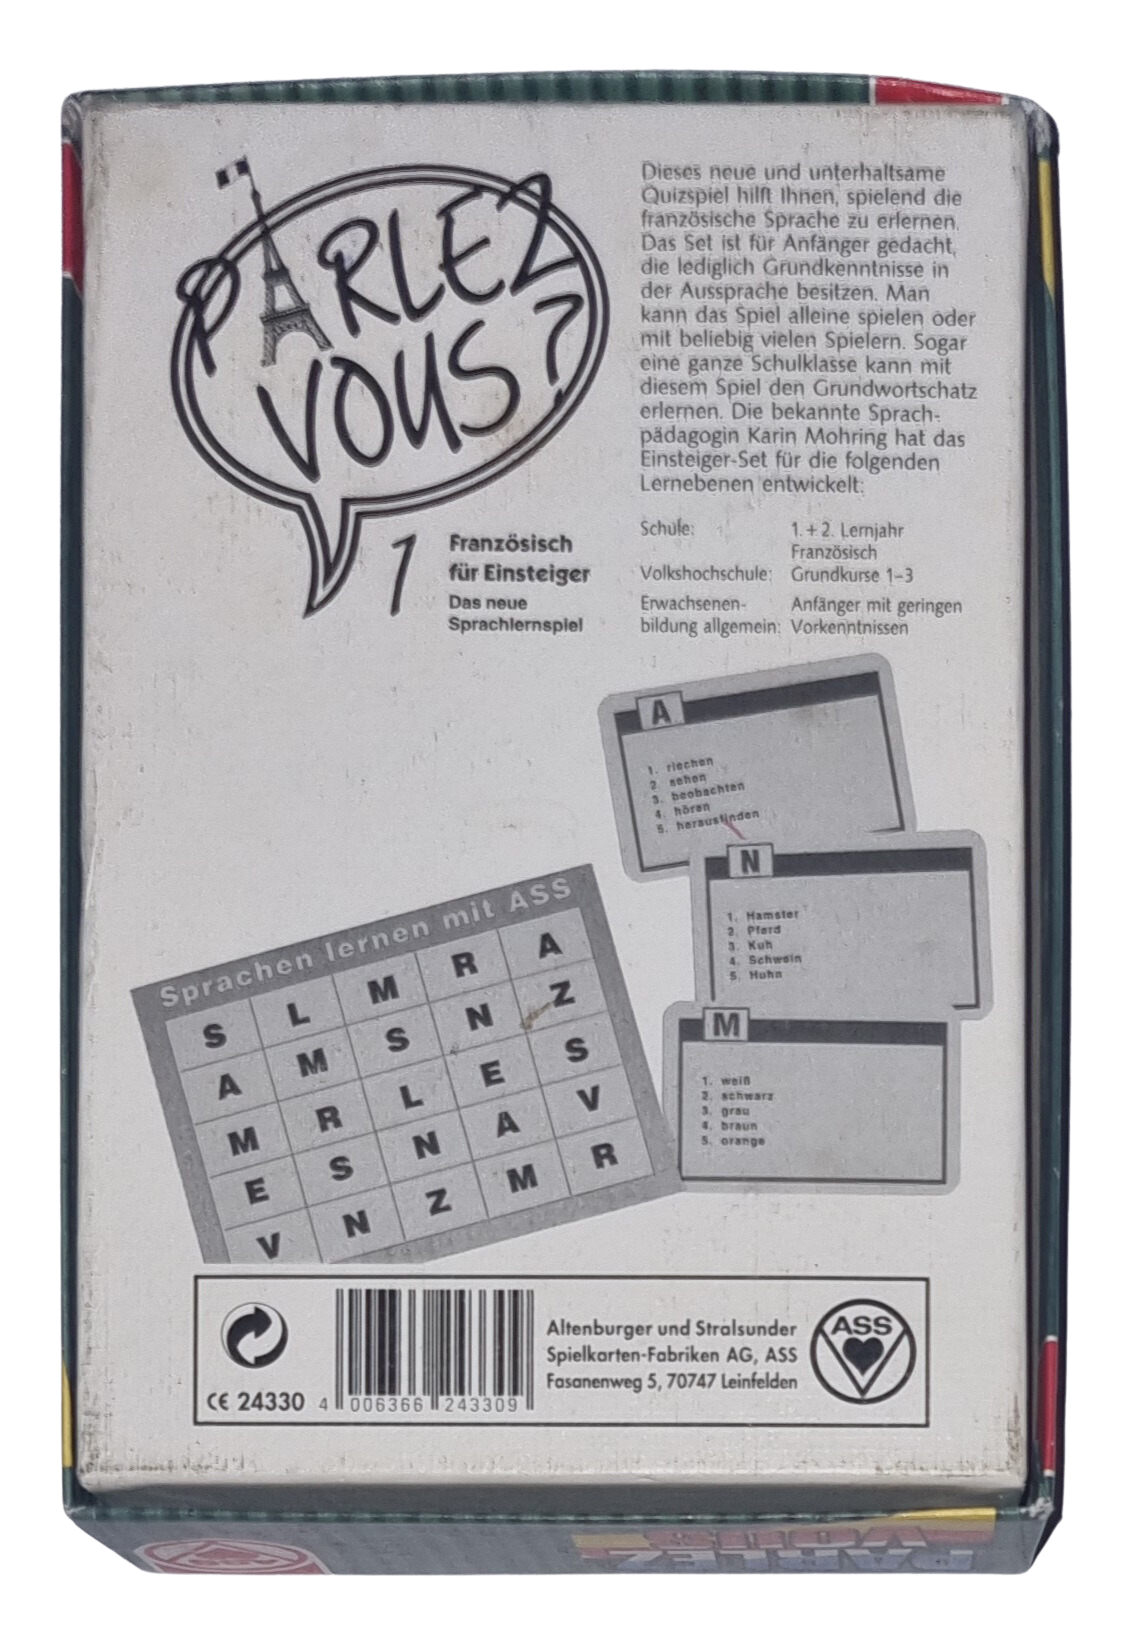 PARLEZ
VOUS?
1
Französisch
für Einsteiger
Das neue
Sprachlernspiel
Dieses neue und unterhaltsame
Quizspiel hilft Ihnen, spielend die
französische Sprache zu erlernen.
Das Set ist für Anfänger gedacht,
die lediglich Grundkenntnisse in
der Aussprache besitzen. Man
kann das Spiel alleine spielen oder
mit beliebig vielen Spielern. Sogar
eine ganze Schulklasse kann mit
diesem Spiel den Grundwortschatz
erlernen. Die bekannte Sprach-
pädagogin Karin Mohring hat das
Einsteiger-Set für die folgenden
Lernebenen entwickelt:
Schule: 1. + 2. Lernjahr
Französisch
Volkshochschule: Grundkurse 1–3
Erwachsenen- Anfänger mit geringen
bildung allgemein: Vorkenntnissen
A
1. riechen
2. sehen
3. beobachten
4. hören
5. herausfinden
N
1. Hamster
2. Pferd
3. Kuh
4. Schwein
5. Huhn
M
1. weiß
2. schwarz
3. grau
4. braun
5. orange
Sprachen lernen mit ASS
S L M R A
A M S N Z
M R L E S
E S N A V
V N Z M R
CE 24330
4 006366 243309
Altenburger und Stralsunder
Spielkarten-Fabriken AG, ASS
Fasanenweg 5, 70747 Leinfelden
ASS
PARLEZ
VOUS